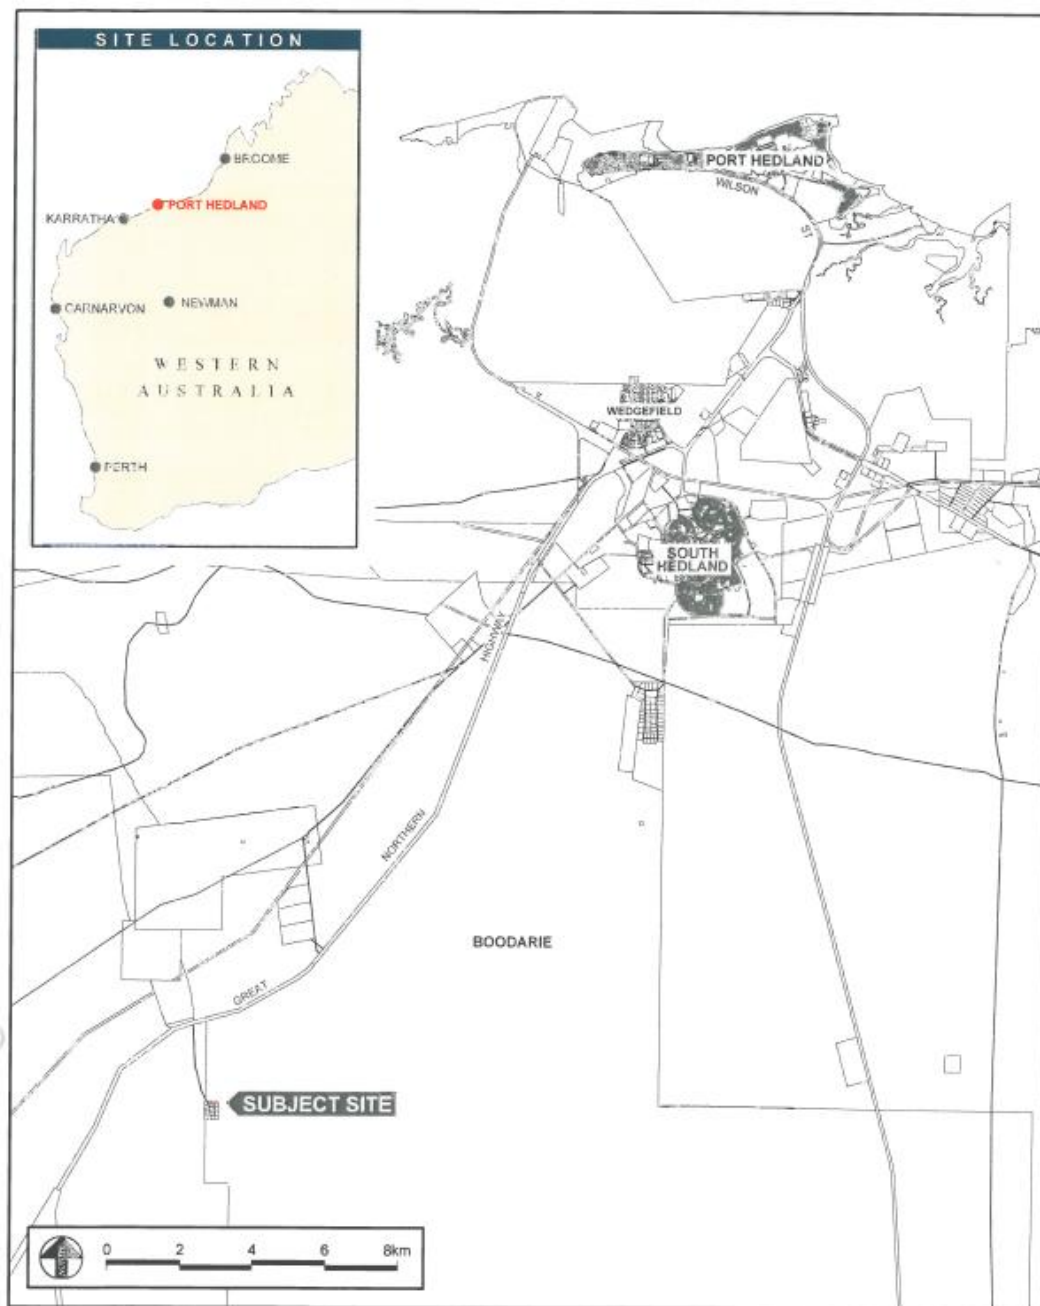 SITE LOCATION
BROOME
PORT HEDLAND
KARRATHA
CARNARVON
NEWMAN
WESTERN
AUSTRALIA
PERTH
PORT HEDLAND
WILSON
ST
WEDGEFIELD
SOUTH
HEDLAND
HIGHWAY
NORTHERN
BOODARIE
GREAT
SUBJECT SITE
0 2 4 6 8km